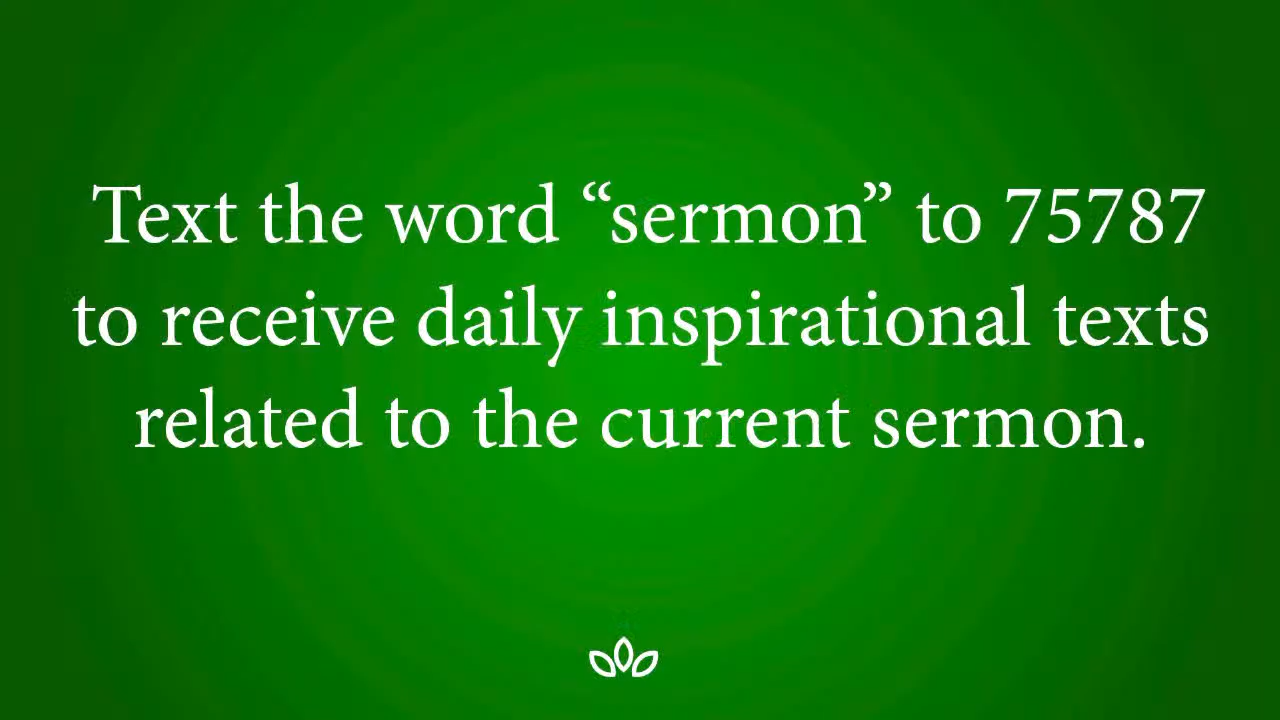 Text the word “sermon” to 75787
to receive daily inspirational texts
related to the current sermon.